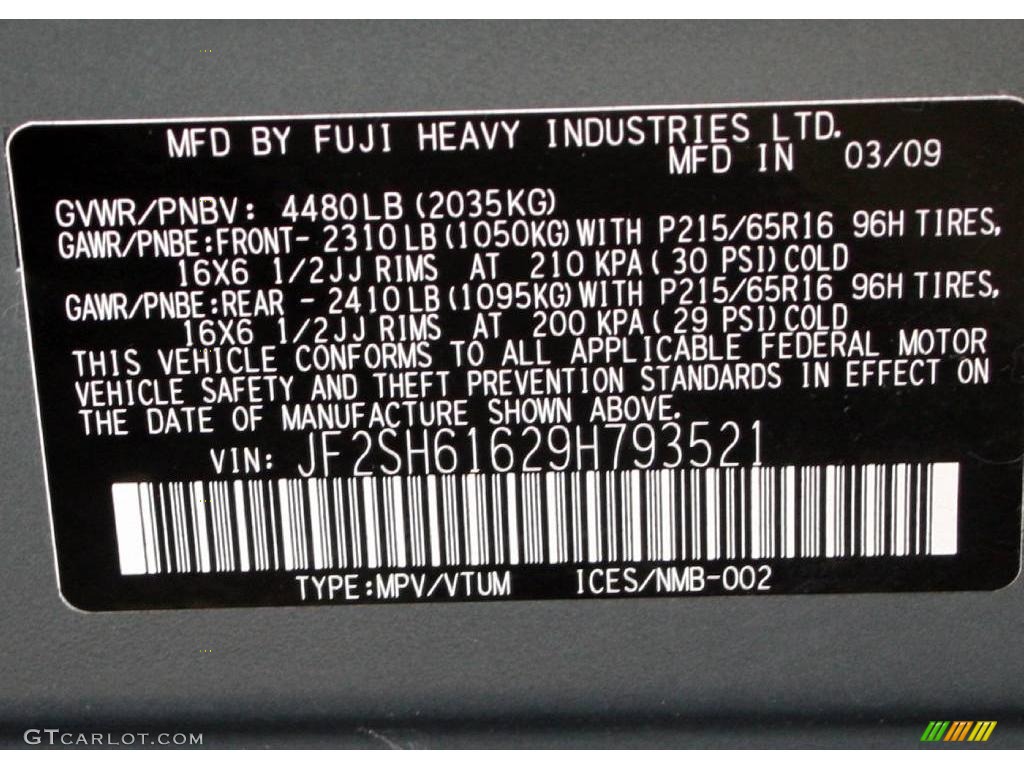 MFD BY FUJI HEAVY INDUSTRIES LTD.
MFD IN 03/09
GVWR/PNBV: 4480LB (2035KG)
GAWR/PNBE:FRONT- 2310 LB (1050KG) WITH P215/65R16 96H TIRES,
16X6 1/2JJ RIMS AT 210 KPA ( 30 PSI) COLD
GAWR/PNBE:REAR - 2410 LB (1095KG) WITH P215/65R16 96H TIRES,
16X6 1/2JJ RIMS AT 200 KPA ( 29 PSI) COLD
THIS VEHICLE CONFORMS TO ALL APPLICABLE FEDERAL MOTOR
VEHICLE SAFETY AND THEFT PREVENTION STANDARDS IN EFFECT ON
THE DATE OF MANUFACTURE SHOWN ABOVE.
VIN: JF2SH61629H793521
TYPE:MPV/VTUM ICES/NMB-002
GTCARLOT.COM